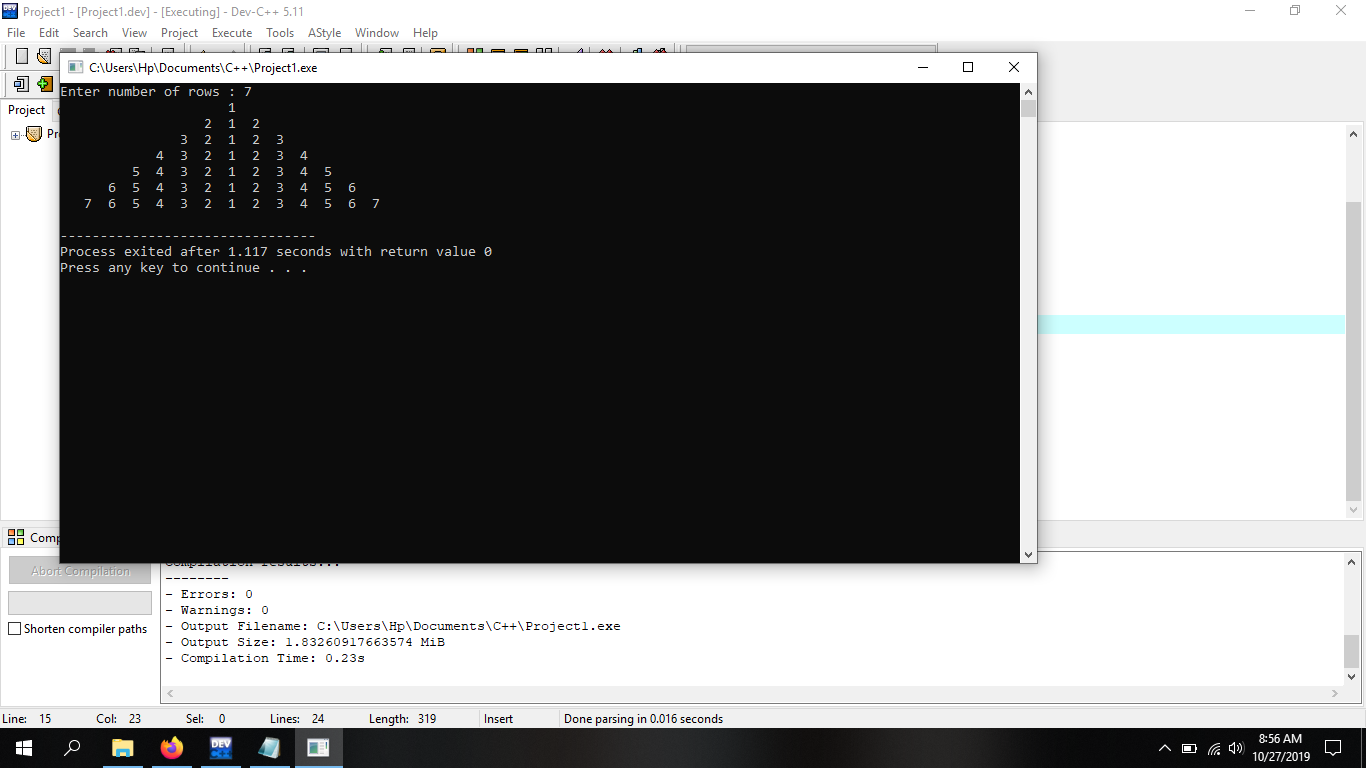 Project1 - [Project1.dev] - [Executing] - Dev-C++ 5.11
File Edit Search View Project Execute Tools AStyle Window Help
C:\Users\Hp\Documents\C++\Project1.exe
Enter number of rows : 7
1
2 1 2
3 2 1 2 3
4 3 2 1 2 3 4
5 4 3 2 1 2 3 4 5
6 5 4 3 2 1 2 3 4 5 6
7 6 5 4 3 2 1 2 3 4 5 6 7
--------------------------------
Process exited after 1.117 seconds with return value 0
Press any key to continue . . .
Project
Pr
Comp
Abort Compilation
Shorten compiler paths
Compilation results...
--------
- Errors: 0
- Warnings: 0
- Output Filename: C:\Users\Hp\Documents\C++\Project1.exe
- Output Size: 1.83260917663574 MiB
- Compilation Time: 0.23s
Line: 15 Col: 23 Sel: 0 Lines: 24 Length: 319 Insert Done parsing in 0.016 seconds
DEV C++
8:56 AM
10/27/2019